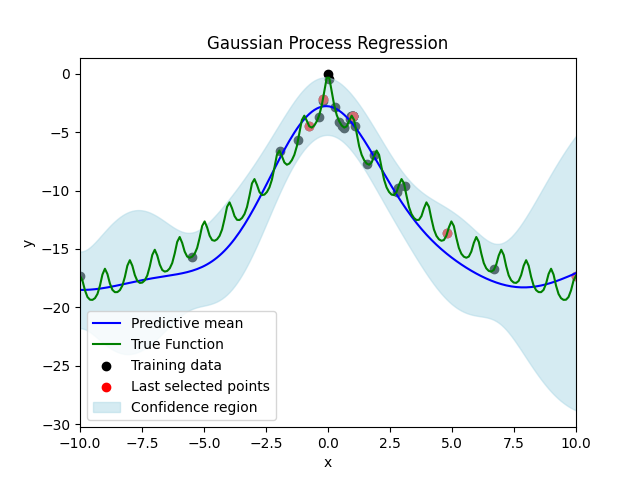 Gaussian Process Regression
y
0
−5
−10
−15
−20
−25
−30
Predictive mean
True Function
Training data
Last selected points
Confidence region
−10.0 −7.5 −5.0 −2.5 0.0 2.5 5.0 7.5 10.0
x